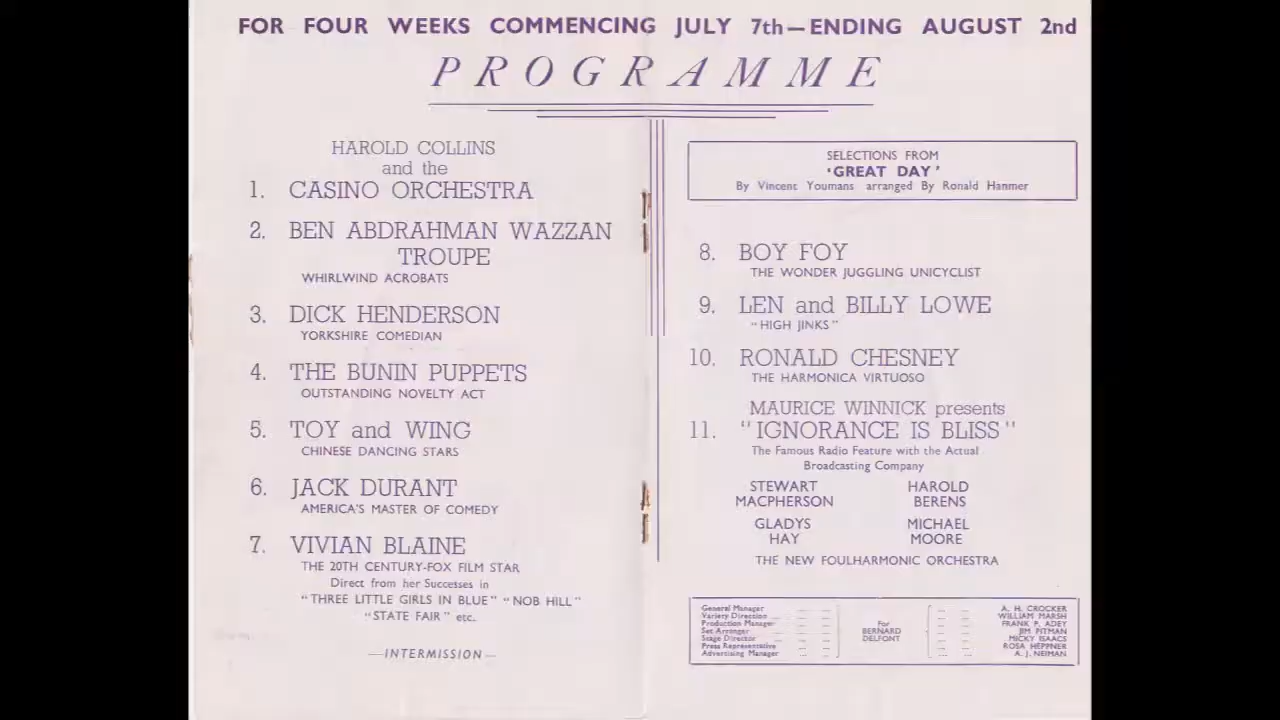 FOR FOUR WEEKS COMMENCING JULY 7th—ENDING AUGUST 2nd
PROGRAMME
HAROLD COLLINS
and the
1. CASINO ORCHESTRA
2. BEN ABDRAHMAN WAZZAN
TROUPE
WHIRLWIND ACROBATS
3. DICK HENDERSON
YORKSHIRE COMEDIAN
4. THE BUNIN PUPPETS
OUTSTANDING NOVELTY ACT
5. TOY and WING
CHINESE DANCING STARS
6. JACK DURANT
AMERICA'S MASTER OF COMEDY
7. VIVIAN BLAINE
THE 20TH CENTURY-FOX FILM STAR
Direct from her Successes in
"THREE LITTLE GIRLS IN BLUE" "NOB HILL"
"STATE FAIR" etc.
—INTERMISSION—
SELECTIONS FROM
'GREAT DAY'
By Vincent Youmans arranged By Ronald Hanmer
8. BOY FOY
THE WONDER JUGGLING UNICYCLIST
9. LEN and BILLY LOWE
"HIGH JINKS"
10. RONALD CHESNEY
THE HARMONICA VIRTUOSO
MAURICE WINNICK presents
11. "IGNORANCE IS BLISS"
The Famous Radio Feature with the Actual
Broadcasting Company
STEWART HAROLD
MACPHERSON BERENS
GLADYS MICHAEL
HAY MOORE
THE NEW FOULHARMONIC ORCHESTRA
General Manager A. H. CROCKER
Variety Direction WILLIAM MARSH
Production Manager For FRANK P. ADEY
Set Arranger BERNARD JIM PITMAN
Stage Director DELFONT MICKY ISAACS
Press Representative ROSA HEPPNER
Advertising Manager A. J. NEIMAN